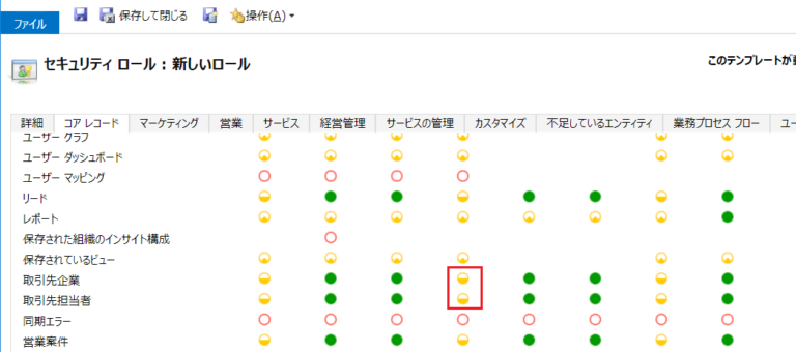 ファイル 保存して閉じる 操作(A)
セキュリティ ロール : 新しいロール
このテンプレートが
詳細 コア レコード マーケティング 営業 サービス 経営管理 サービスの管理 カスタマイズ 不足しているエンティティ 業務プロセス フロー ユー
ユーザー グラフ
ユーザー ダッシュボード
ユーザー マッピング
リード
レポート
保存された組織のインサイト構成
保存されているビュー
取引先企業
取引先担当者
同期エラー
営業案件